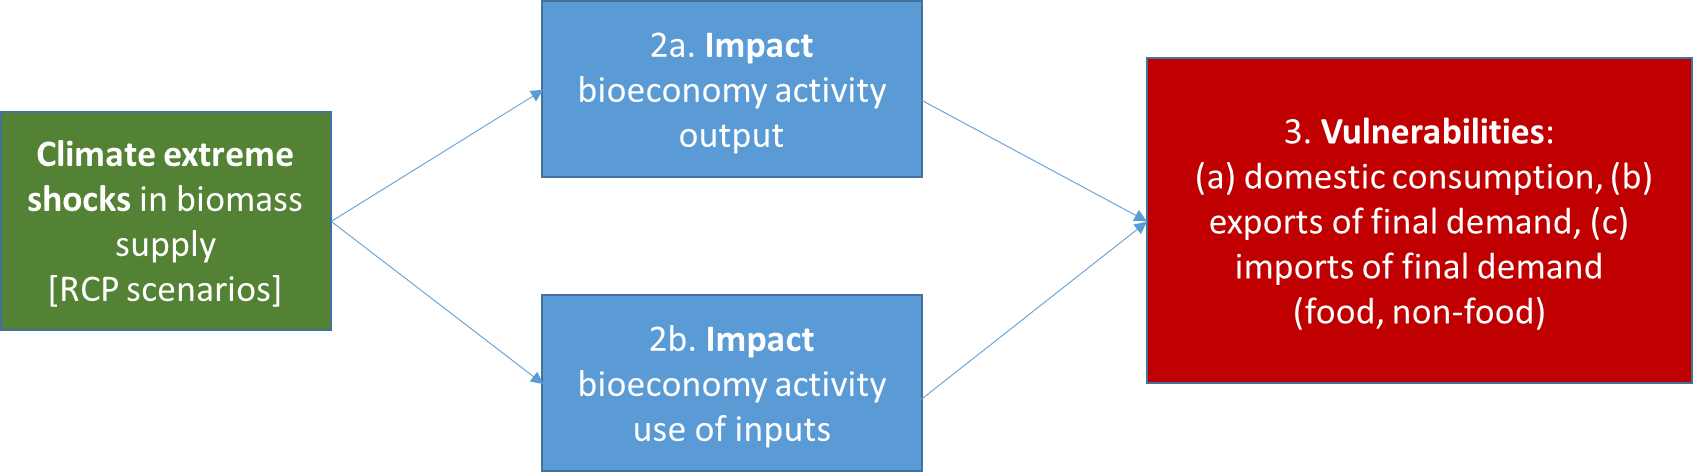 Climate extreme
shocks in biomass
supply
[RCP scenarios]
2a. Impact
bioeconomy activity
output
2b. Impact
bioeconomy activity
use of inputs
3. Vulnerabilities:
(a) domestic consumption, (b)
exports of final demand, (c)
imports of final demand
(food, non-food)